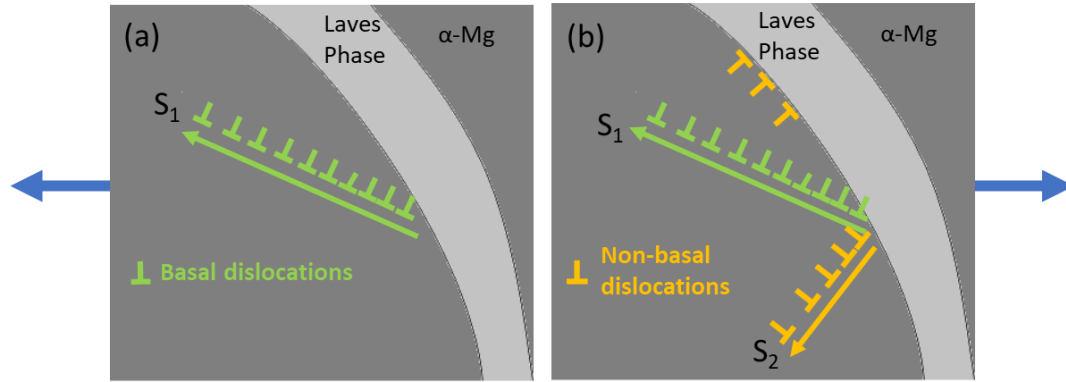 (a)
Laves
Phase
α-Mg
S1
Basal dislocations
(b)
Laves
Phase
α-Mg
S1
Non-basal
dislocations
S2